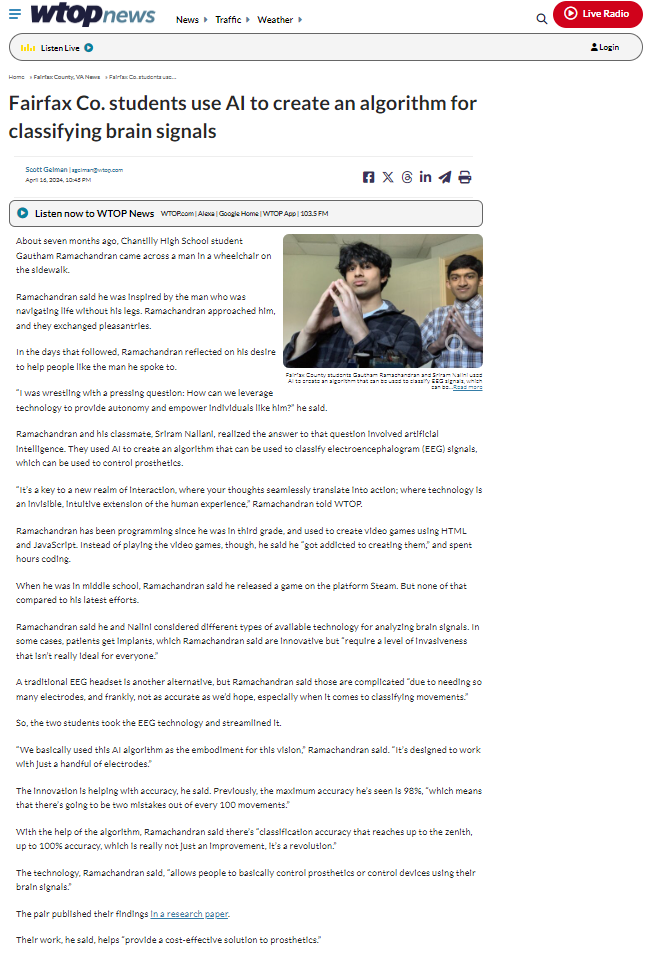 wtopnews
News
Traffic
Weather
Live Radio
Listen Live
Login
Home » Fairfax County, VA News » Fairfax Co. students use...
Fairfax Co. students use AI to create an algorithm for
classifying brain signals
Scott Gelman | sgelman@wtop.com
April 16, 2024, 10:45 PM
Listen now to WTOP News WTOP.com | Alexa | Google Home | WTOP App | 103.5 FM
About seven months ago, Chantilly High School student
Gautham Ramachandran came across a man in a wheelchair on
the sidewalk.
Ramachandran said he was inspired by the man who was
navigating life without his legs. Ramachandran approached him,
and they exchanged pleasantries.
In the days that followed, Ramachandran reflected on his desire
to help people like the man he spoke to.
Fairfax County students Gautham Ramachandran and Sriram Nallani used
AI to create an algorithm that can be used to classify EEG signals, which
can be... Read more
“I was wrestling with a pressing question: How can we leverage
technology to provide autonomy and empower individuals like him?” he said.
Ramachandran and his classmate, Sriram Nallani, realized the answer to that question involved artificial
intelligence. They used AI to create an algorithm that can be used to classify electroencephalogram (EEG) signals,
which can be used to control prosthetics.
“It’s a key to a new realm of interaction, where your thoughts seamlessly translate into action; where technology is
an invisible, intuitive extension of the human experience,” Ramachandran told WTOP.
Ramachandran has been programming since he was in third grade, and used to create video games using HTML
and JavaScript. Instead of playing the video games, though, he said he “got addicted to creating them,” and spent
hours coding.
When he was in middle school, Ramachandran said he released a game on the platform Steam. But none of that
compared to his latest efforts.
Ramachandran said he and Nallni considered different types of available technology for analyzing brain signals. In
some cases, patients get implants, which Ramachandran said are innovative but “require a level of invasiveness
that isn’t really ideal for everyone.”
A traditional EEG headset is another alternative, but Ramachandran said those are complicated “due to needing so
many electrodes, and frankly, not as accurate as we’d hope, especially when it comes to classifying movements.”
So, the two students took the EEG technology and streamlined it.
“We basically used this AI algorithm as the embodiment for this vision,” Ramachandran said. “It’s designed to work
with just a handful of electrodes.”
The innovation is helping with accuracy, he said. Previously, the maximum accuracy he’s seen is 98%, “which means
that there’s going to be two mistakes out of every 100 movements.”
With the help of the algorithm, Ramachandran said there’s “classification accuracy that reaches up to the zenith,
up to 100% accuracy, which is really not just an improvement, it’s a revolution.”
The technology, Ramachandran said, “allows people to basically control prosthetics or control devices using their
brain signals.”
The pair published their findings in a research paper.
Their work, he said, helps “provide a cost-effective solution to prosthetics.”